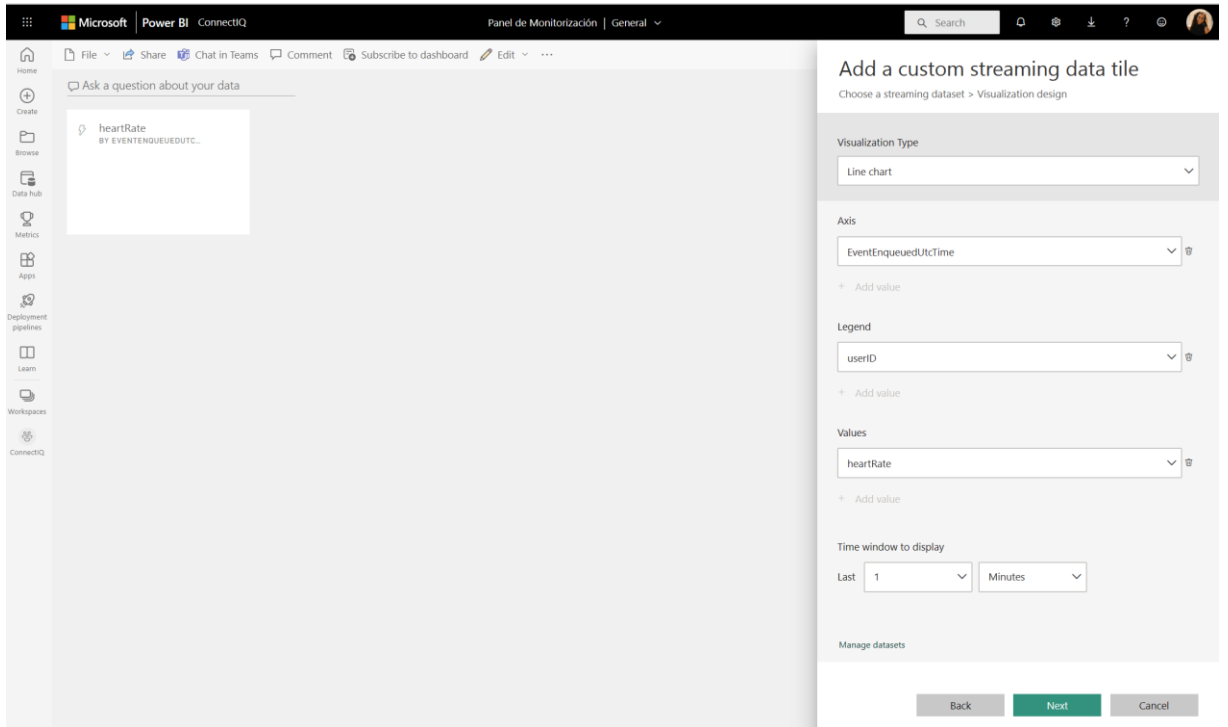 Microsoft Power BI ConnectIQ Panel de Monitorización | General Search ?
File Share Chat in Teams Comment Subscribe to dashboard Edit ...
Ask a question about your data
heartRate
BY EVENTENQUEUEDUTC...
Home
Create
Browse
Data hub
Metrics
Apps
Deployment
pipelines
Learn
Workspaces
ConnectIQ
Add a custom streaming data tile
Choose a streaming dataset > Visualization design
Visualization Type
Line chart
Axis
EventEnqueuedUtcTime
+ Add value
Legend
userID
+ Add value
Values
heartRate
+ Add value
Time window to display
Last 1 Minutes
Manage datasets
Back Next Cancel